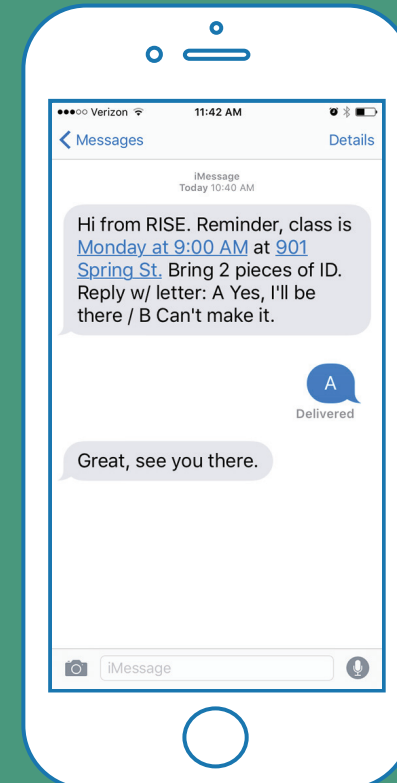 Verizon 11:42 AM
Messages Details
iMessage
Today 10:40 AM
Hi from RISE. Reminder, class is
Monday at 9:00 AM at 901
Spring St. Bring 2 pieces of ID.
Reply w/ letter: A Yes, I'll be
there / B Can't make it.
A
Delivered
Great, see you there.
iMessage